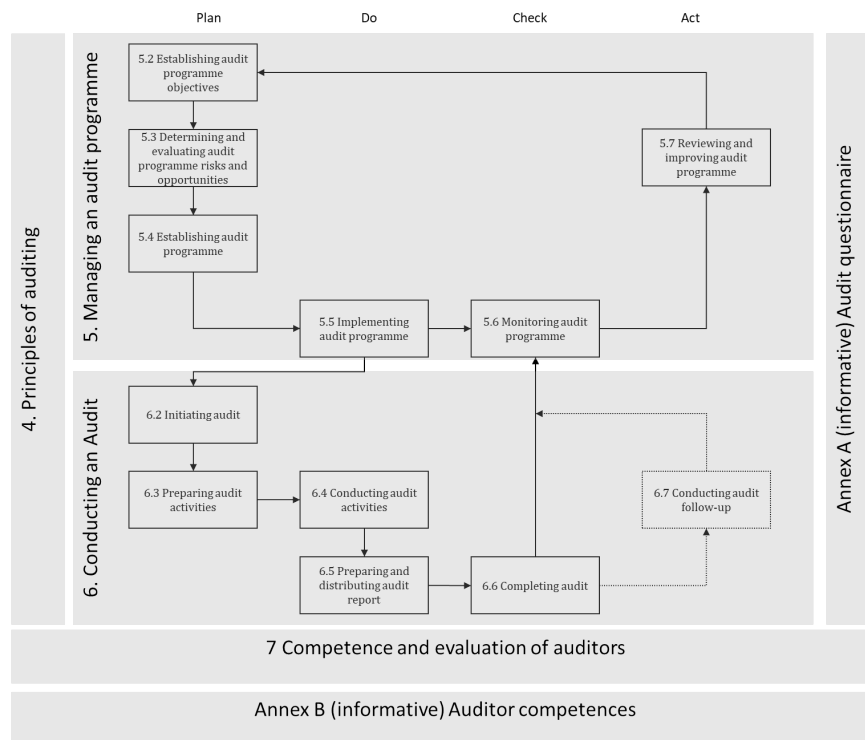 Plan
Do
Check
Act
4. Principles of auditing
5. Managing an audit programme
5.2 Establishing audit
programme
objectives
5.3 Determining and
evaluating audit
programme risks and
opportunities
5.4 Establishing audit
programme
5.5 Implementing
audit programme
5.6 Monitoring audit
programme
5.7 Reviewing and
improving audit
programme
6. Conducting an Audit
6.2 Initiating audit
6.3 Preparing audit
activities
6.4 Conducting audit
activities
6.5 Preparing and
distributing audit
report
6.6 Completing audit
6.7 Conducting audit
follow-up
Annex A (informative) Audit questionnaire
7 Competence and evaluation of auditors
Annex B (informative) Auditor competences